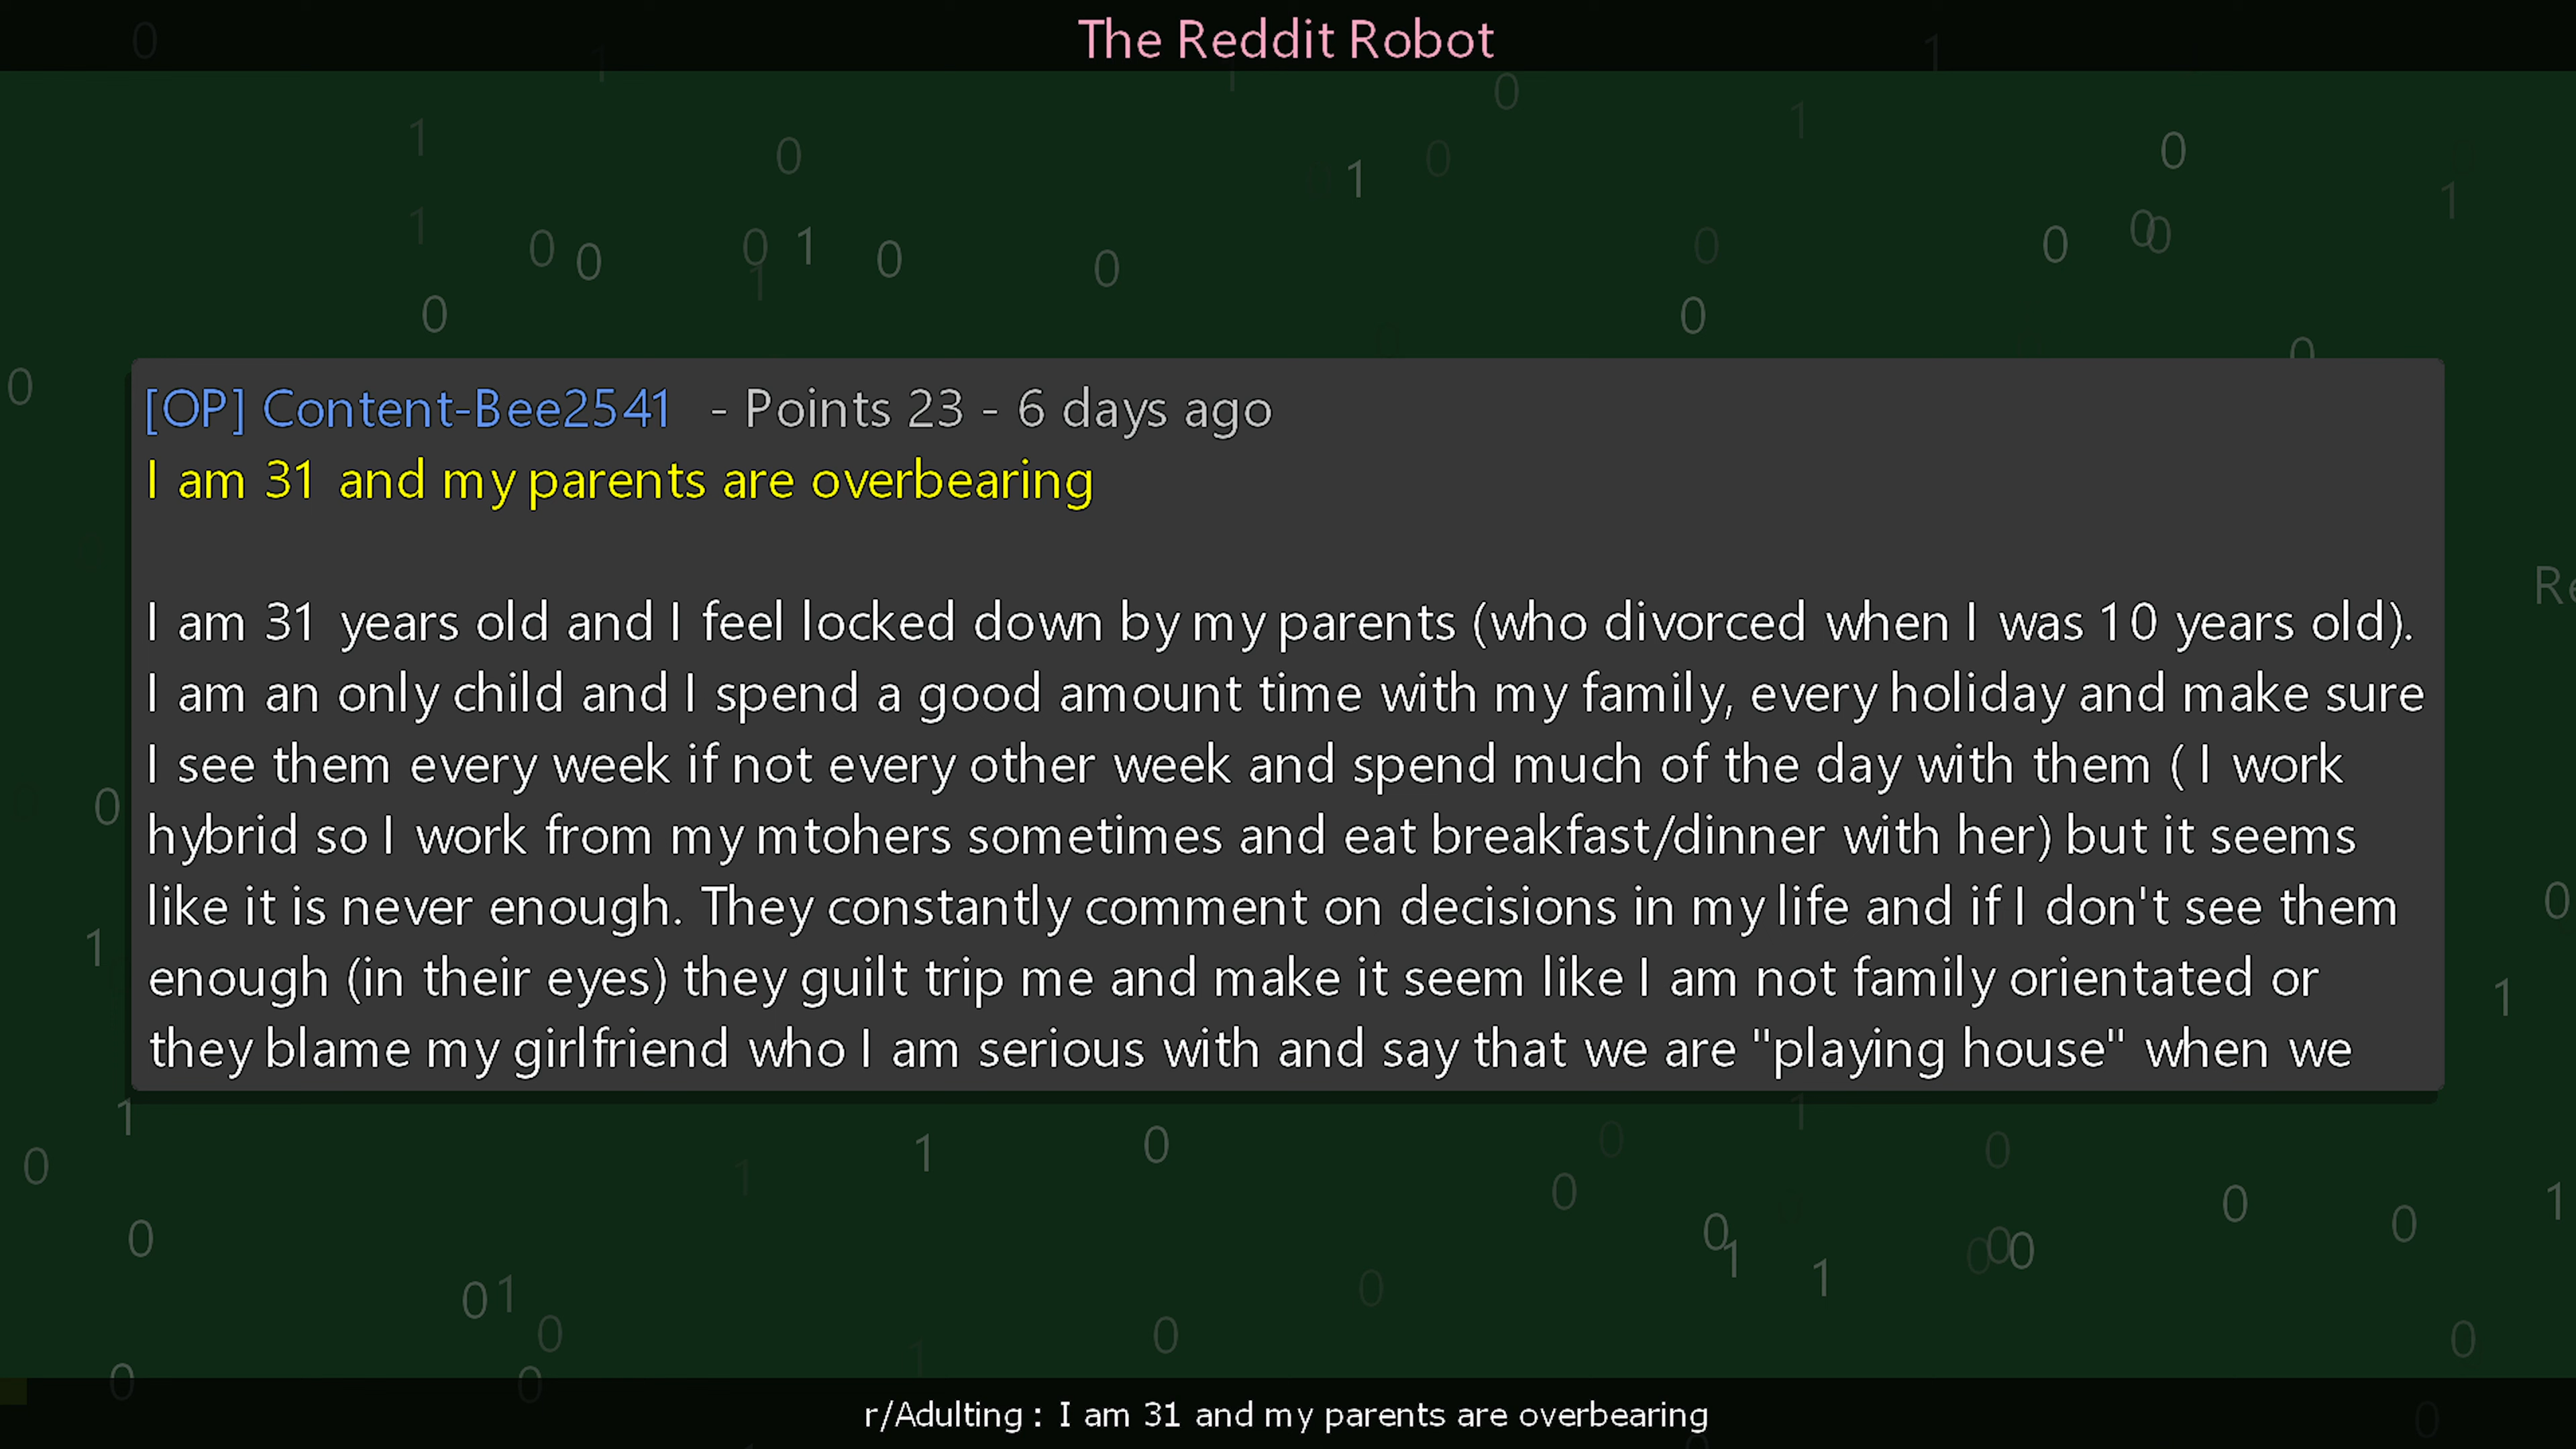 The Reddit Robot
[OP] Content-Bee2541 - Points 23 - 6 days ago
I am 31 and my parents are overbearing
I am 31 years old and I feel locked down by my parents (who divorced when I was 10 years old).
I am an only child and I spend a good amount time with my family, every holiday and make sure
I see them every week if not every other week and spend much of the day with them ( I work
hybrid so I work from my mtohers sometimes and eat breakfast/dinner with her) but it seems
like it is never enough. They constantly comment on decisions in my life and if I don't see them
enough (in their eyes) they guilt trip me and make it seem like I am not family orientated or
they blame my girlfriend who I am serious with and say that we are "playing house" when we
r/Adulting : I am 31 and my parents are overbearing